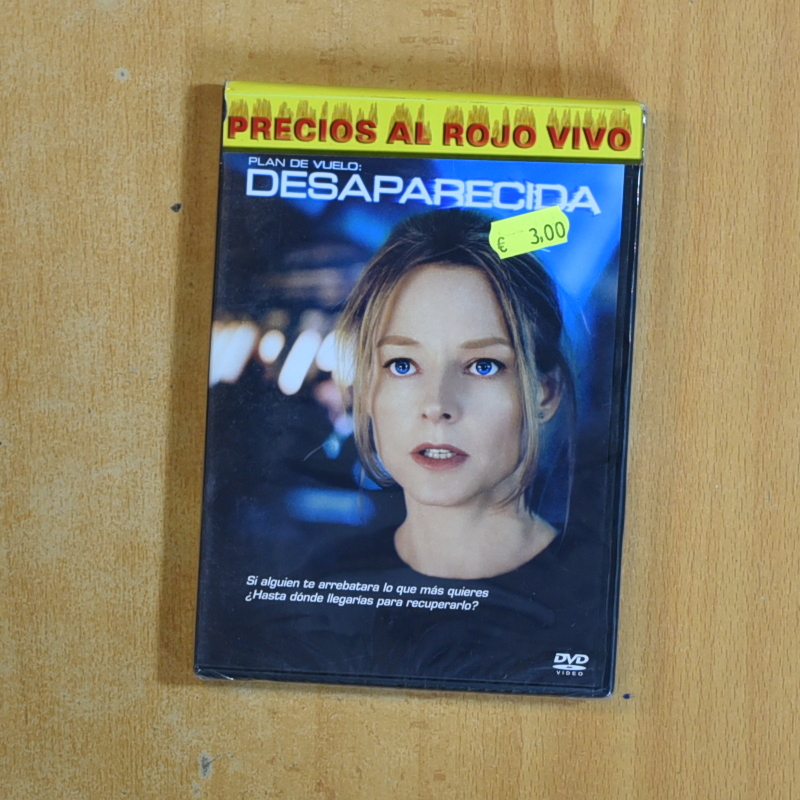 PRECIOS AL ROJO VIVO
PLAN DE VUELO:
DESAPARECIDA
€ 3,00
Si alguien te arrebatara lo que más quieres
¿Hasta dónde llegarías para recuperarlo?
DVD
VIDEO